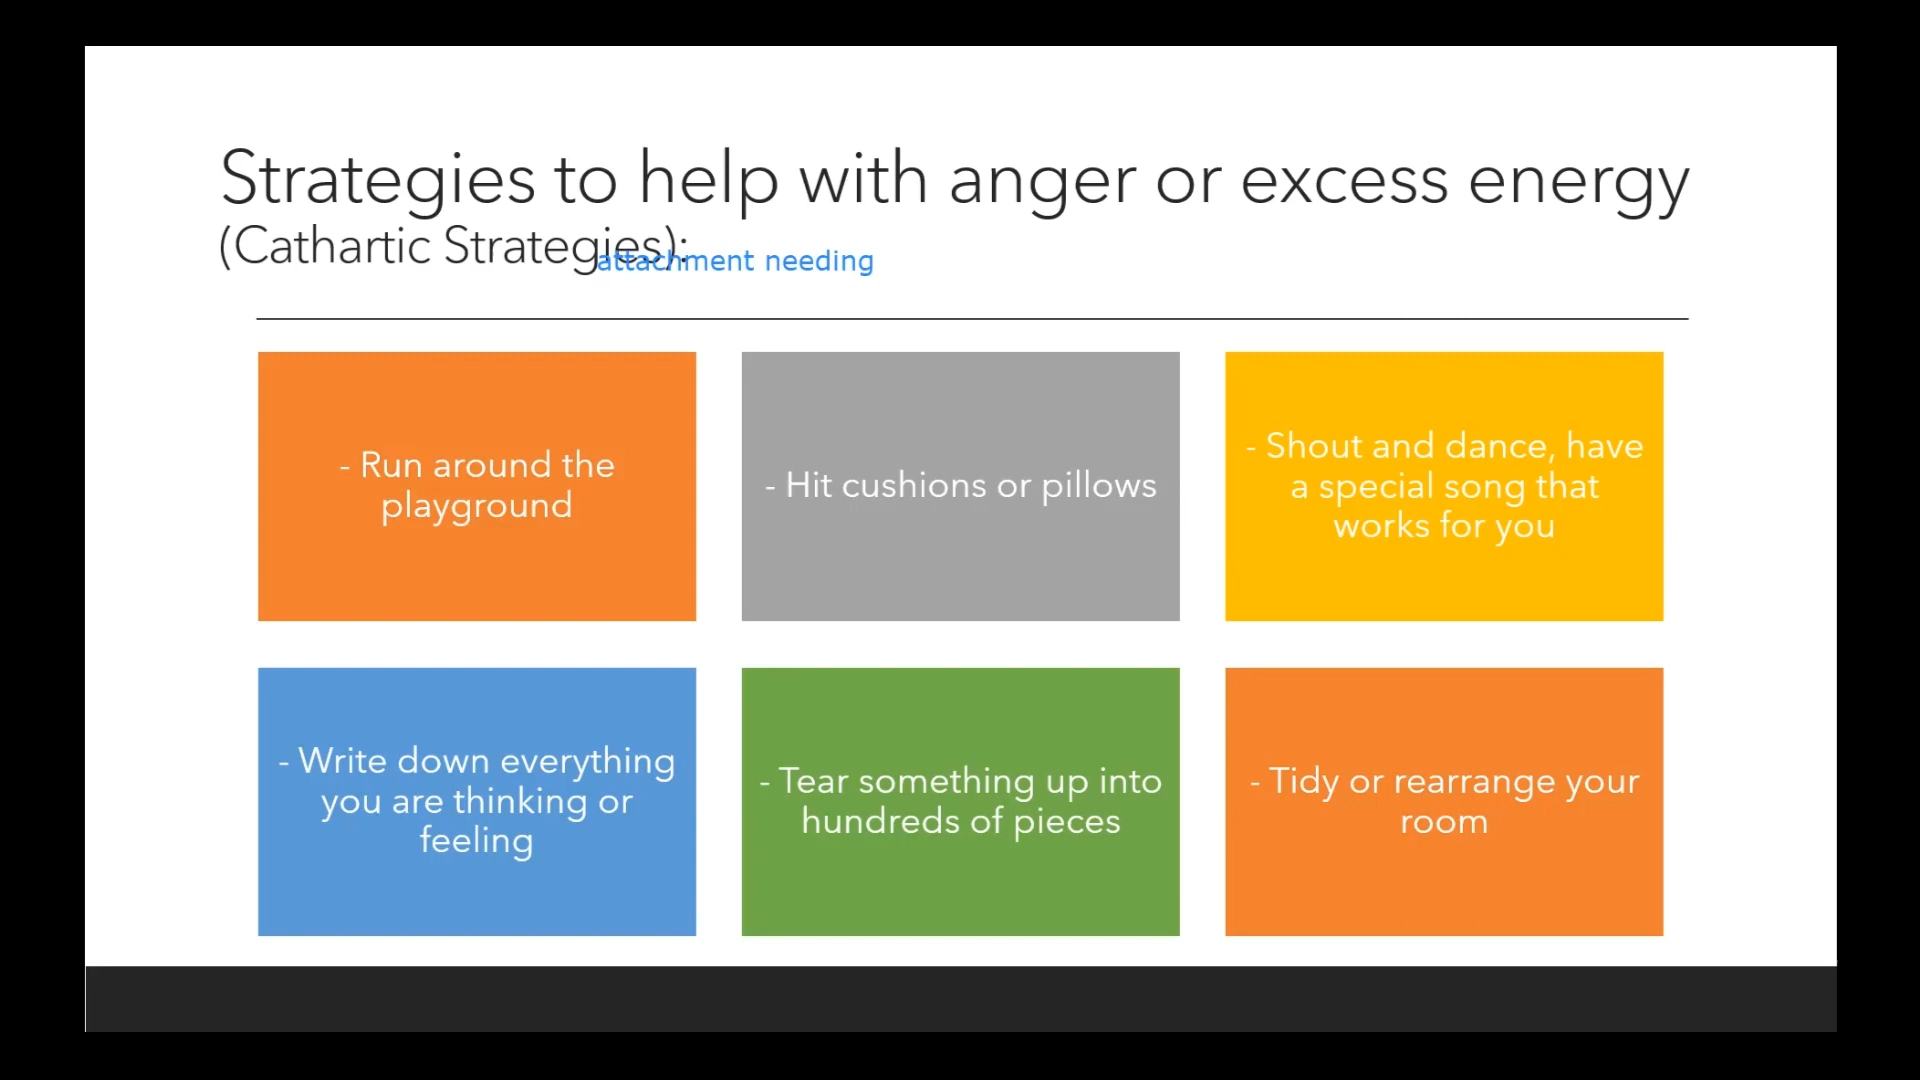 Strategies to help with anger or excess energy
(Cathartic Strategies):
attachment needing
- Run around the
playground
- Hit cushions or pillows
- Shout and dance, have
a special song that
works for you
- Write down everything
you are thinking or
feeling
- Tear something up into
hundreds of pieces
- Tidy or rearrange your
room